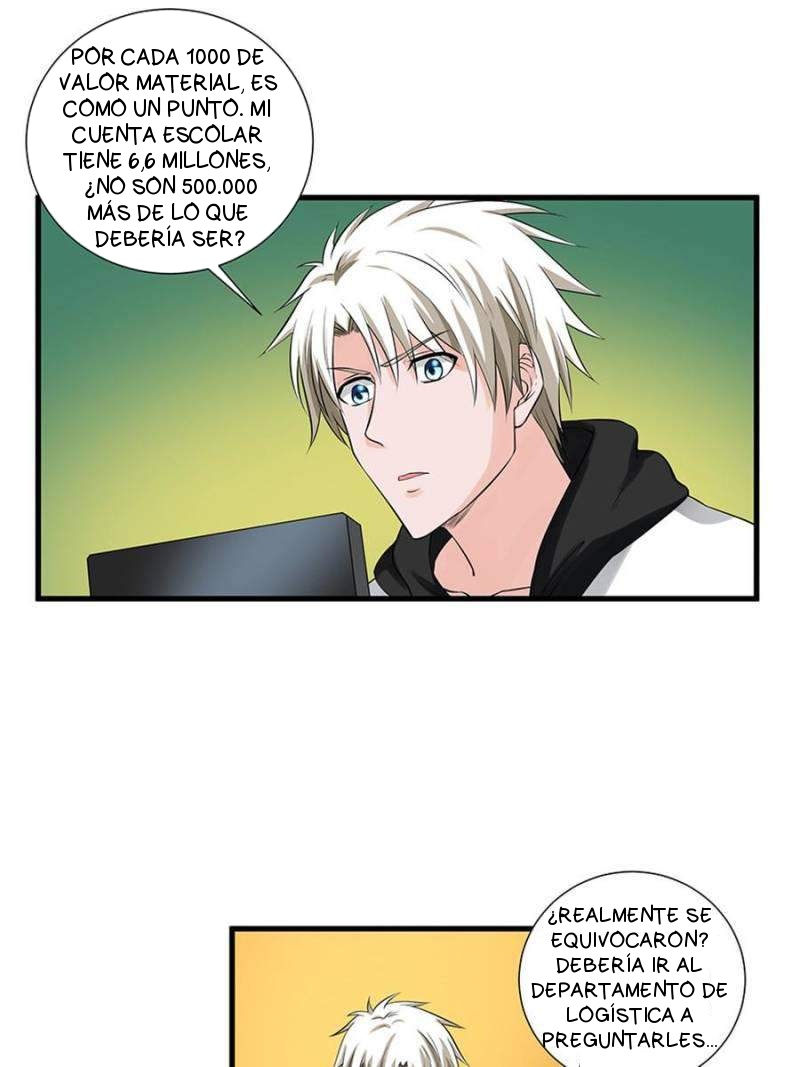 POR CADA 1000 DE
VALOR MATERIAL, ES
COMO UN PUNTO. MI
CUENTA ESCOLAR
TIENE 6,6 MILLONES,
¿NO SON 500.000
MÁS DE LO QUE
DEBERÍA SER?
¿REALMENTE SE
EQUIVOCARON?
DEBERÍA IR AL
DEPARTAMENTO DE
LOGÍSTICA A
PREGUNTARLES...